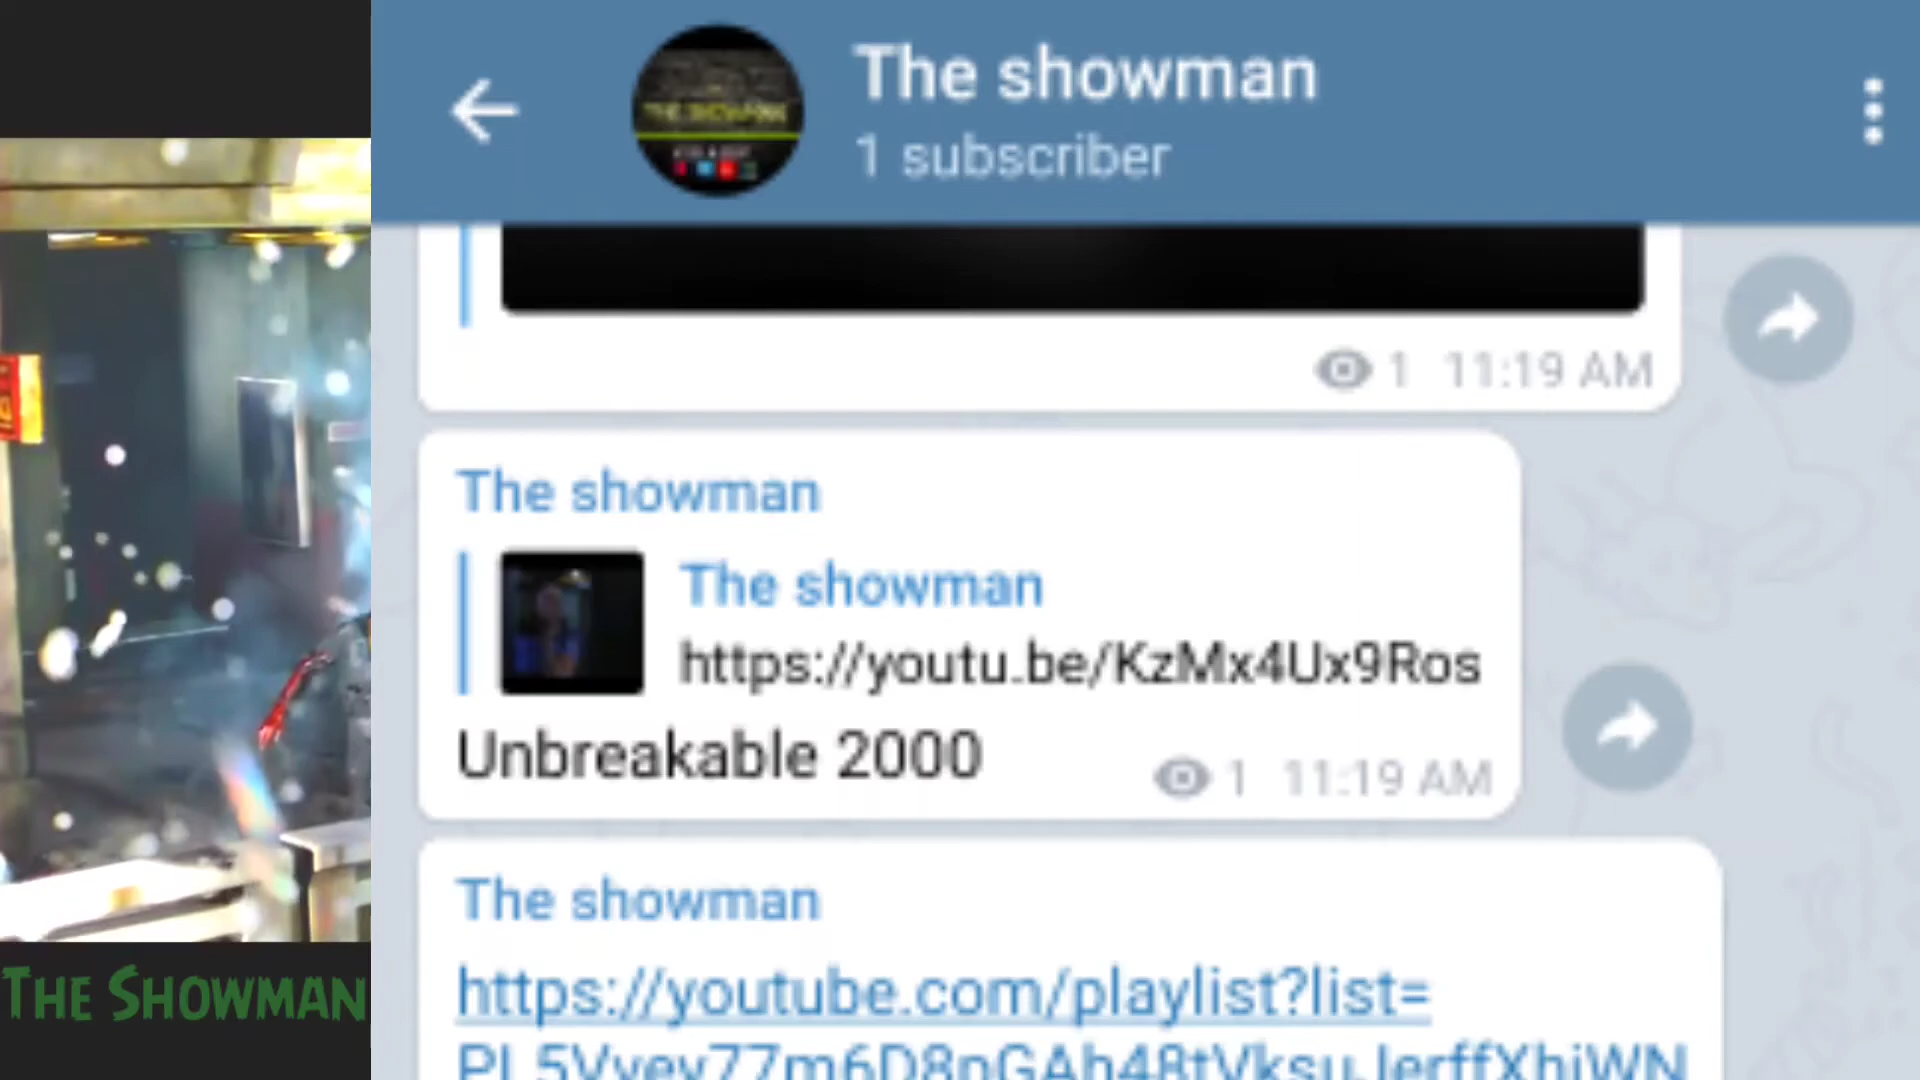 The showman
1 subscriber
1 11:19 AM
The showman
The showman
https://youtu.be/KzMx4Ux9Ros
Unbreakable 2000
1 11:19 AM
The showman
https://youtube.com/playlist?list=
THE SHOWMAN